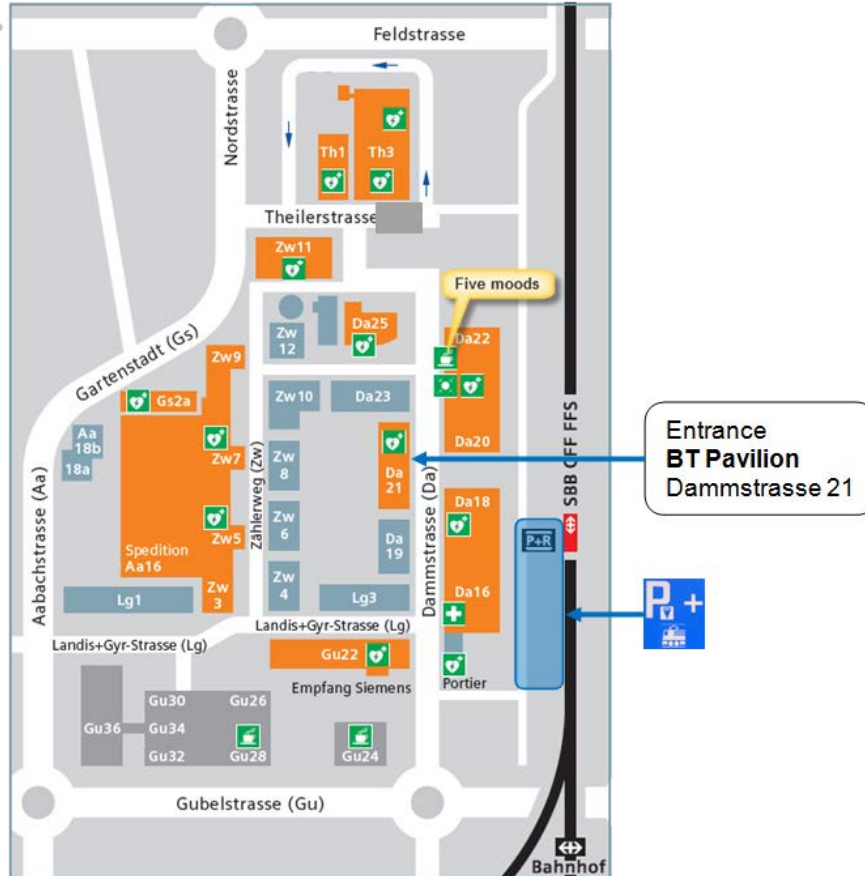 Feldstrasse
Nordstrasse
Th1
Th3
Theilerstrasse
Zw11
Five moods
Zw
12
Da25
Da22
Gartenstadt (Gs)
Zw9
Gs2a
Zw10
Da23
Aa
18b
18a
Zw7
Zw
8
Da
21
Da20
Entrance
BT Pavilion
Dammstrasse 21
SBB CFF FFS
Aabachstrasse (Aa)
Zählerweg (Zw)
Dammstrasse (Da)
Zw
6
Da
19
Da18
P+R
Spedition
Aa16
Zw5
Zw
3
Zw
4
Lg1
Lg3
Da16
P +
Landis+Gyr-Strasse (Lg)
Landis+Gyr-Strasse (Lg)
Gu22
Empfang Siemens
Portier
Gu30
Gu26
Gu36
Gu34
Gu32
Gu28
Gu24
Gubelstrasse (Gu)
Bahnhof